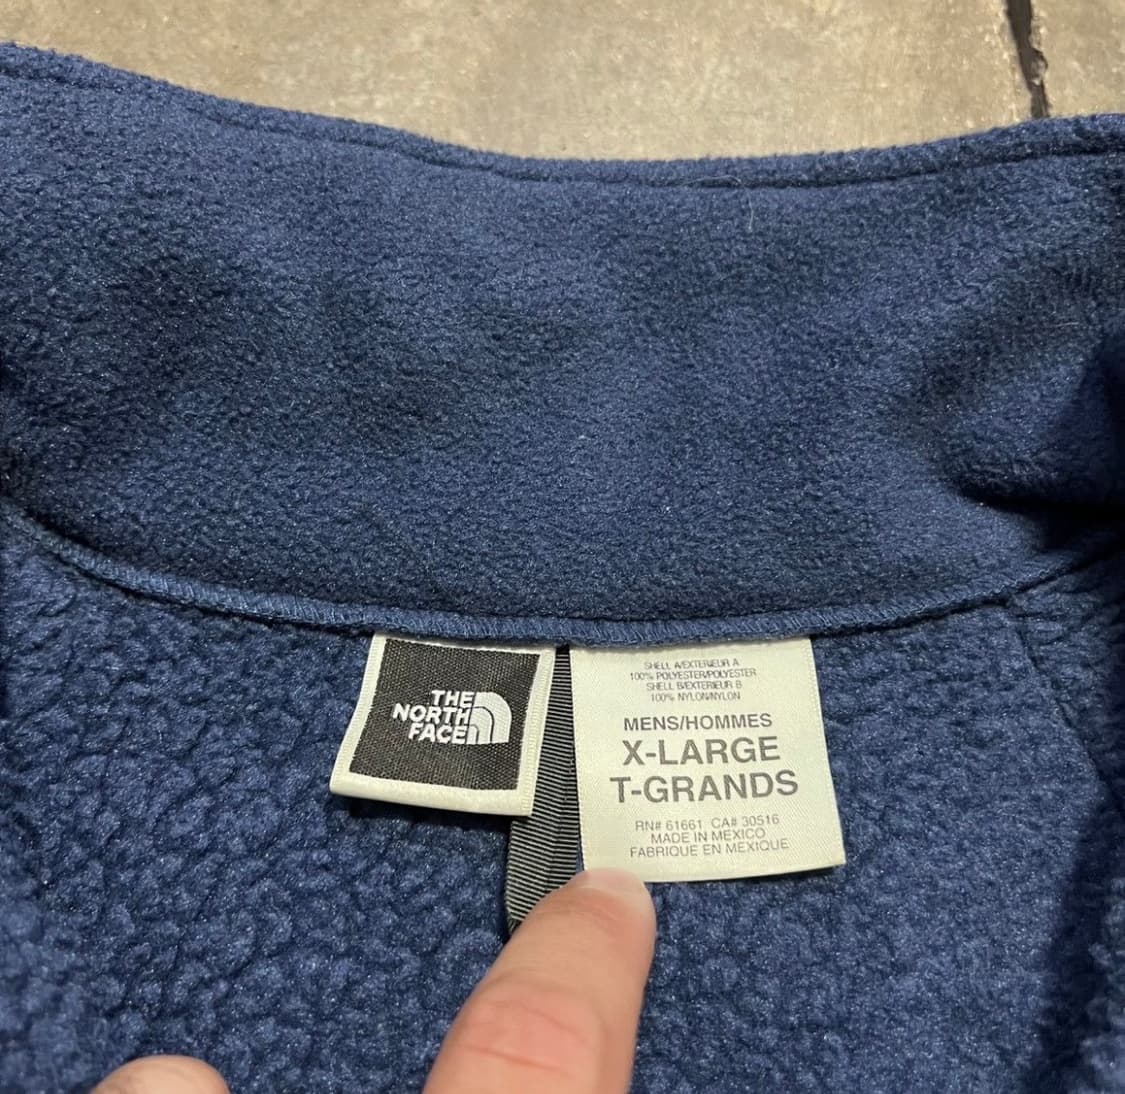 THE
NORTH
FACE
SHELL A/EXTERIEUR A
100% POLYESTER/POLYESTER
SHELL B/EXTERIEUR B
100% NYLON/NYLON
MENS/HOMMES
X-LARGE
T-GRANDS
RN# 61661 CA# 30516
MADE IN MEXICO
FABRIQUE EN MEXIQUE